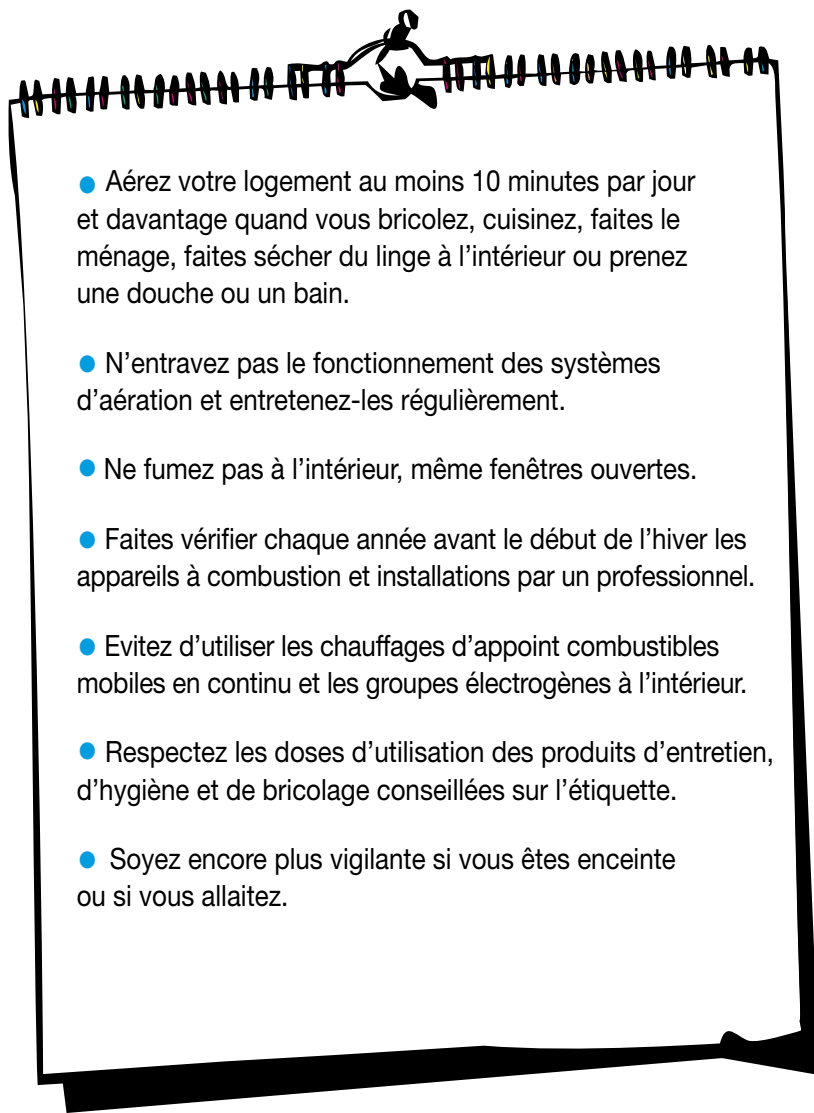 ● Aérez votre logement au moins 10 minutes par jour
et davantage quand vous bricolez, cuisinez, faites le
ménage, faites sécher du linge à l’intérieur ou prenez
une douche ou un bain.
● N’entravez pas le fonctionnement des systèmes
d’aération et entretenez-les régulièrement.
● Ne fumez pas à l’intérieur, même fenêtres ouvertes.
● Faites vérifier chaque année avant le début de l’hiver les
appareils à combustion et installations par un professionnel.
● Evitez d’utiliser les chauffages d’appoint combustibles
mobiles en continu et les groupes électrogènes à l’intérieur.
● Respectez les doses d’utilisation des produits d’entretien,
d’hygiène et de bricolage conseillées sur l’étiquette.
● Soyez encore plus vigilante si vous êtes enceinte
ou si vous allaitez.